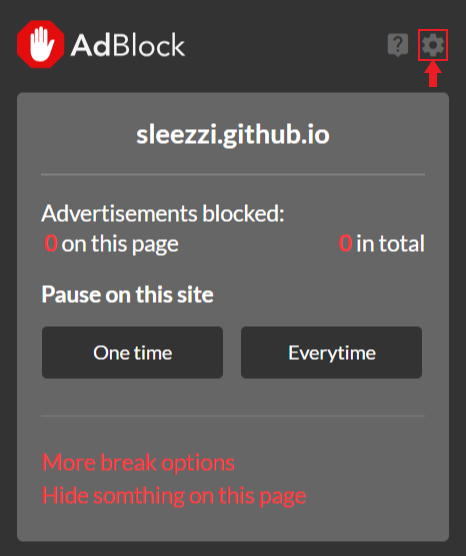 AdBlock
?
sleezzi.github.io
Advertisements blocked:
0 on this page 0 in total
Pause on this site
One time Everytime
More break options
Hide somthing on this page